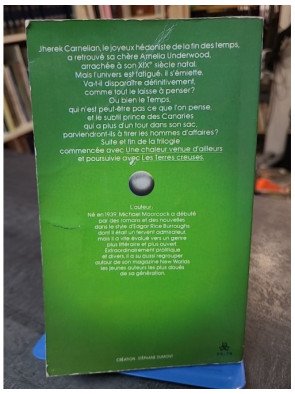 Jherek Carnelian, le joyeux hédoniste de la fin des temps,
a retrouvé sa chère Amelia Underwood,
arrachée à son XIXe siècle natal.
Mais l'univers est fatigué: il s'émiette.
Va-t-il disparaître définitivement,
comme tout le laisse à penser?
Ou bien le Temps,
qui n'est peut-être pas ce que l'on pense,
et le subtil prince des Canaries
qui a plus d'un tour dans son sac,
parviendront-ils à tirer les hommes d'affaires?
Suite et fin de la trilogie
commencée avec Une chaleur venue d'ailleurs
et poursuivie avec Les Terres creuses.
L'auteur:
Né en 1939, Michael Moorcock a débuté
par des romans et des nouvelles
dans le style d'Edgar Rice Burroughs
dont il était un fervent admirateur,
mais il a vite évolué vers un genre
plus littéraire et plus ouvert.
Extraordinairement prolifique
et divers, il a su aussi regrouper
autour de son magazine New Worlds
les jeunes auteurs les plus doués
de sa génération.
CRÉATION: STÉPHANE DUMONT